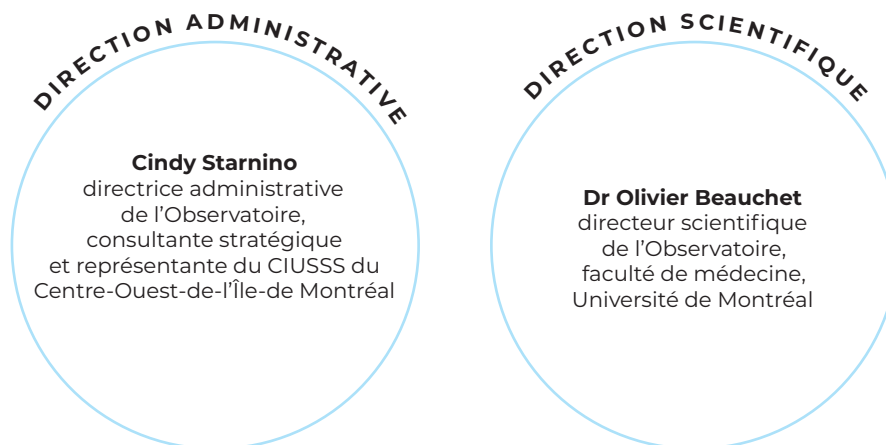 DIRECTION ADMINISTRATIVE
Cindy Starnino
directrice administrative
de l'Observatoire,
consultante stratégique
et représentante du CIUSSS du
Centre-Ouest-de-l'Île-de Montréal
DIRECTION SCIENTIFIQUE
Dr Olivier Beauchet
directeur scientifique
de l'Observatoire,
faculté de médecine,
Université de Montréal